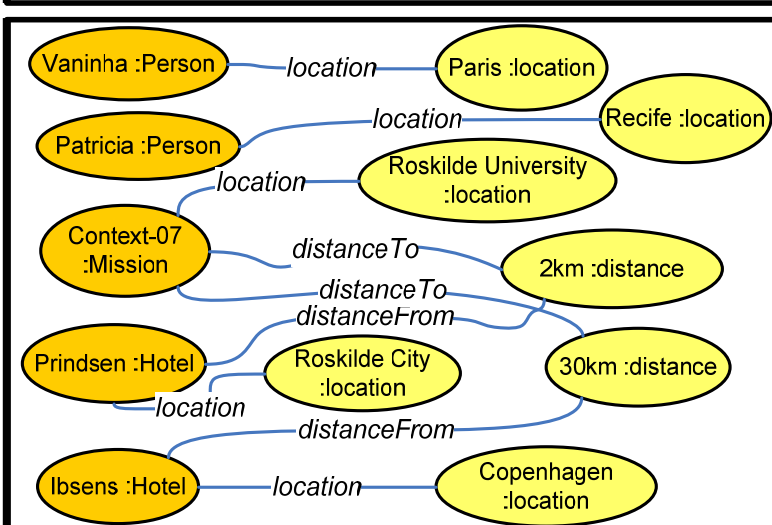 Vaninha :Person
location
Paris :location
Patricia :Person
location
Recife :location
location
Roskilde University
:location
Context-07
:Mission
distanceTo
2km :distance
distanceTo
distanceFrom
Prindsen :Hotel
Roskilde City
:location
30km :distance
location
distanceFrom
Ibsens :Hotel
location
Copenhagen
:location